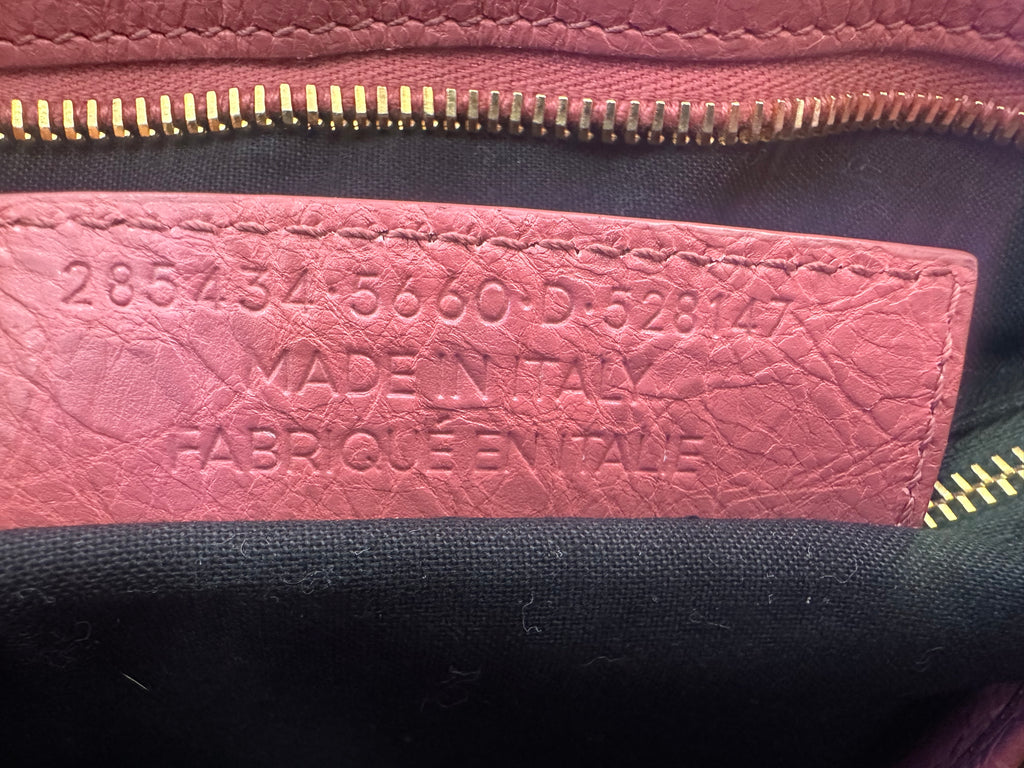 285434·5660·D·528147
MADE IN ITALY
FABRIQUÉ EN ITALIE